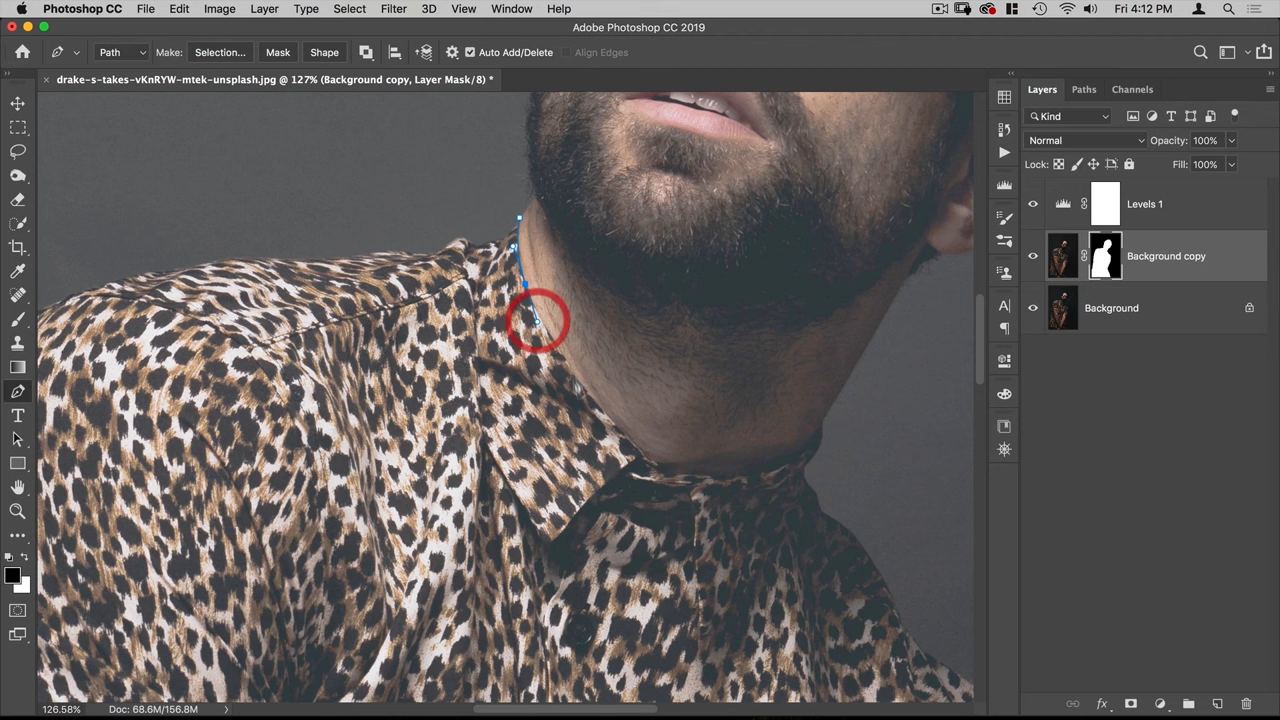 Photoshop CC File Edit Image Layer Type Select Filter 3D View Window Help Fri 4:12 PM
Adobe Photoshop CC 2019
Path Make: Selection... Mask Shape Auto Add/Delete Align Edges
× drake-s-takes-vKnRYW-mtek-unsplash.jpg @ 127% (Background copy, Layer Mask/8) *
Layers Paths Channels
Kind
Normal Opacity: 100%
Lock: Fill: 100%
Levels 1
Background copy
Background
126.58% Doc: 68.6M/156.8M